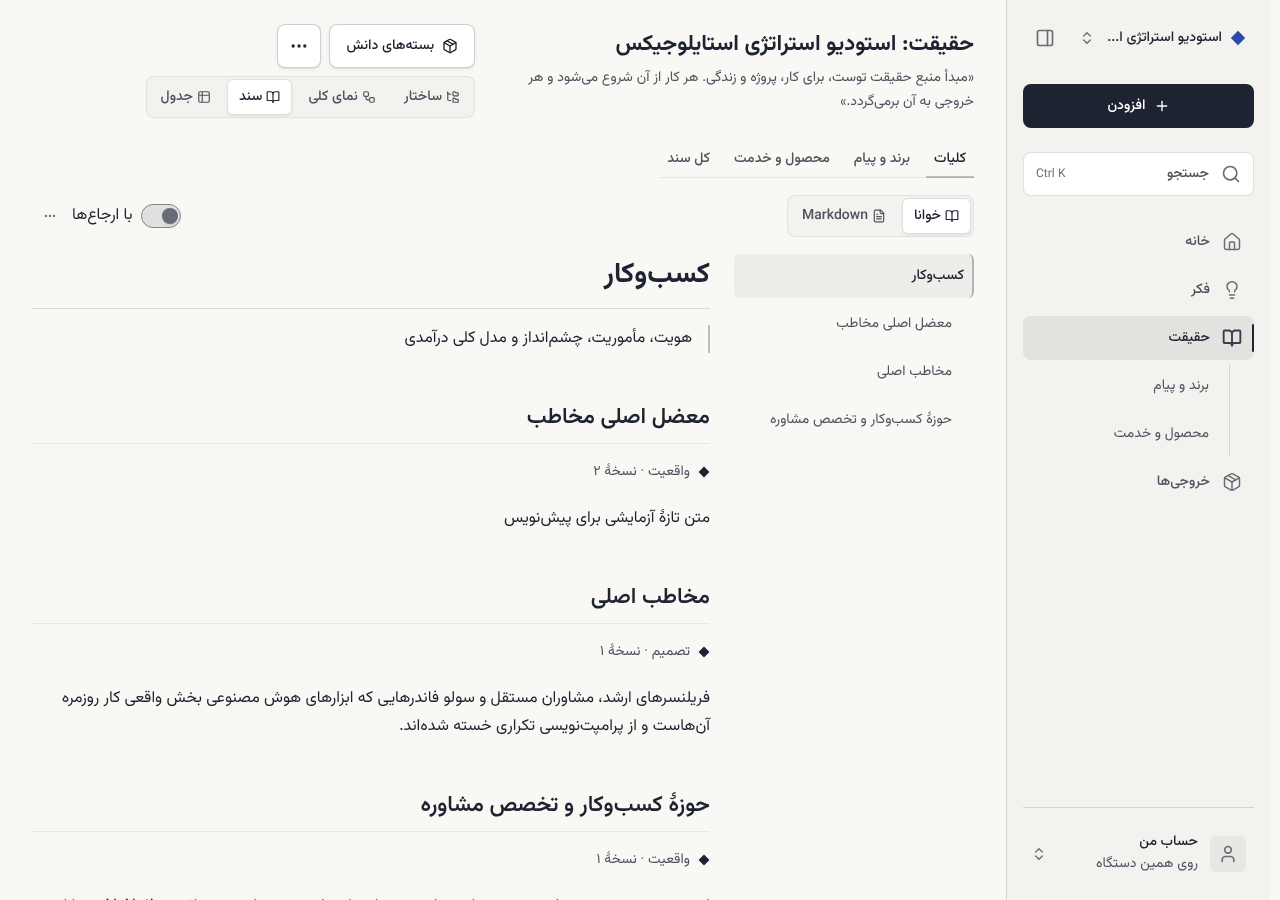 استودیو استراتژی ا...
افزودن
جستجو
Ctrl K
خانه
فکر
حقیقت
برند و پیام
محصول و خدمت
خروجی‌ها
حساب من
روی همین دستگاه
حقیقت: استودیو استراتژی استایلوجیکس
«مبدأ منبع حقیقت توست، برای کار، پروژه و زندگی. هر کار از آن شروع می‌شود و هر
خروجی به آن برمی‌گردد.»
بسته‌های دانش
ساختار
نمای کلی
سند
جدول
کلیات
برند و پیام
محصول و خدمت
کل سند
خوانا
Markdown
با ارجاع‌ها
کسب‌وکار
معضل اصلی مخاطب
مخاطب اصلی
حوزهٔ کسب‌وکار و تخصص مشاوره
کسب‌وکار
هویت، مأموریت، چشم‌انداز و مدل کلی درآمدی
معضل اصلی مخاطب
واقعیت · نسخهٔ ۲
متن تازهٔ آزمایشی برای پیش‌نویس
مخاطب اصلی
تصمیم · نسخهٔ ۱
فریلنسرهای ارشد، مشاوران مستقل و سولو فاندرهایی که ابزارهای هوش مصنوعی بخش واقعی کار روزمره
آن‌هاست و از پرامپت‌نویسی تکراری خسته شده‌اند.
حوزهٔ کسب‌وکار و تخصص مشاوره
واقعیت · نسخهٔ ۱